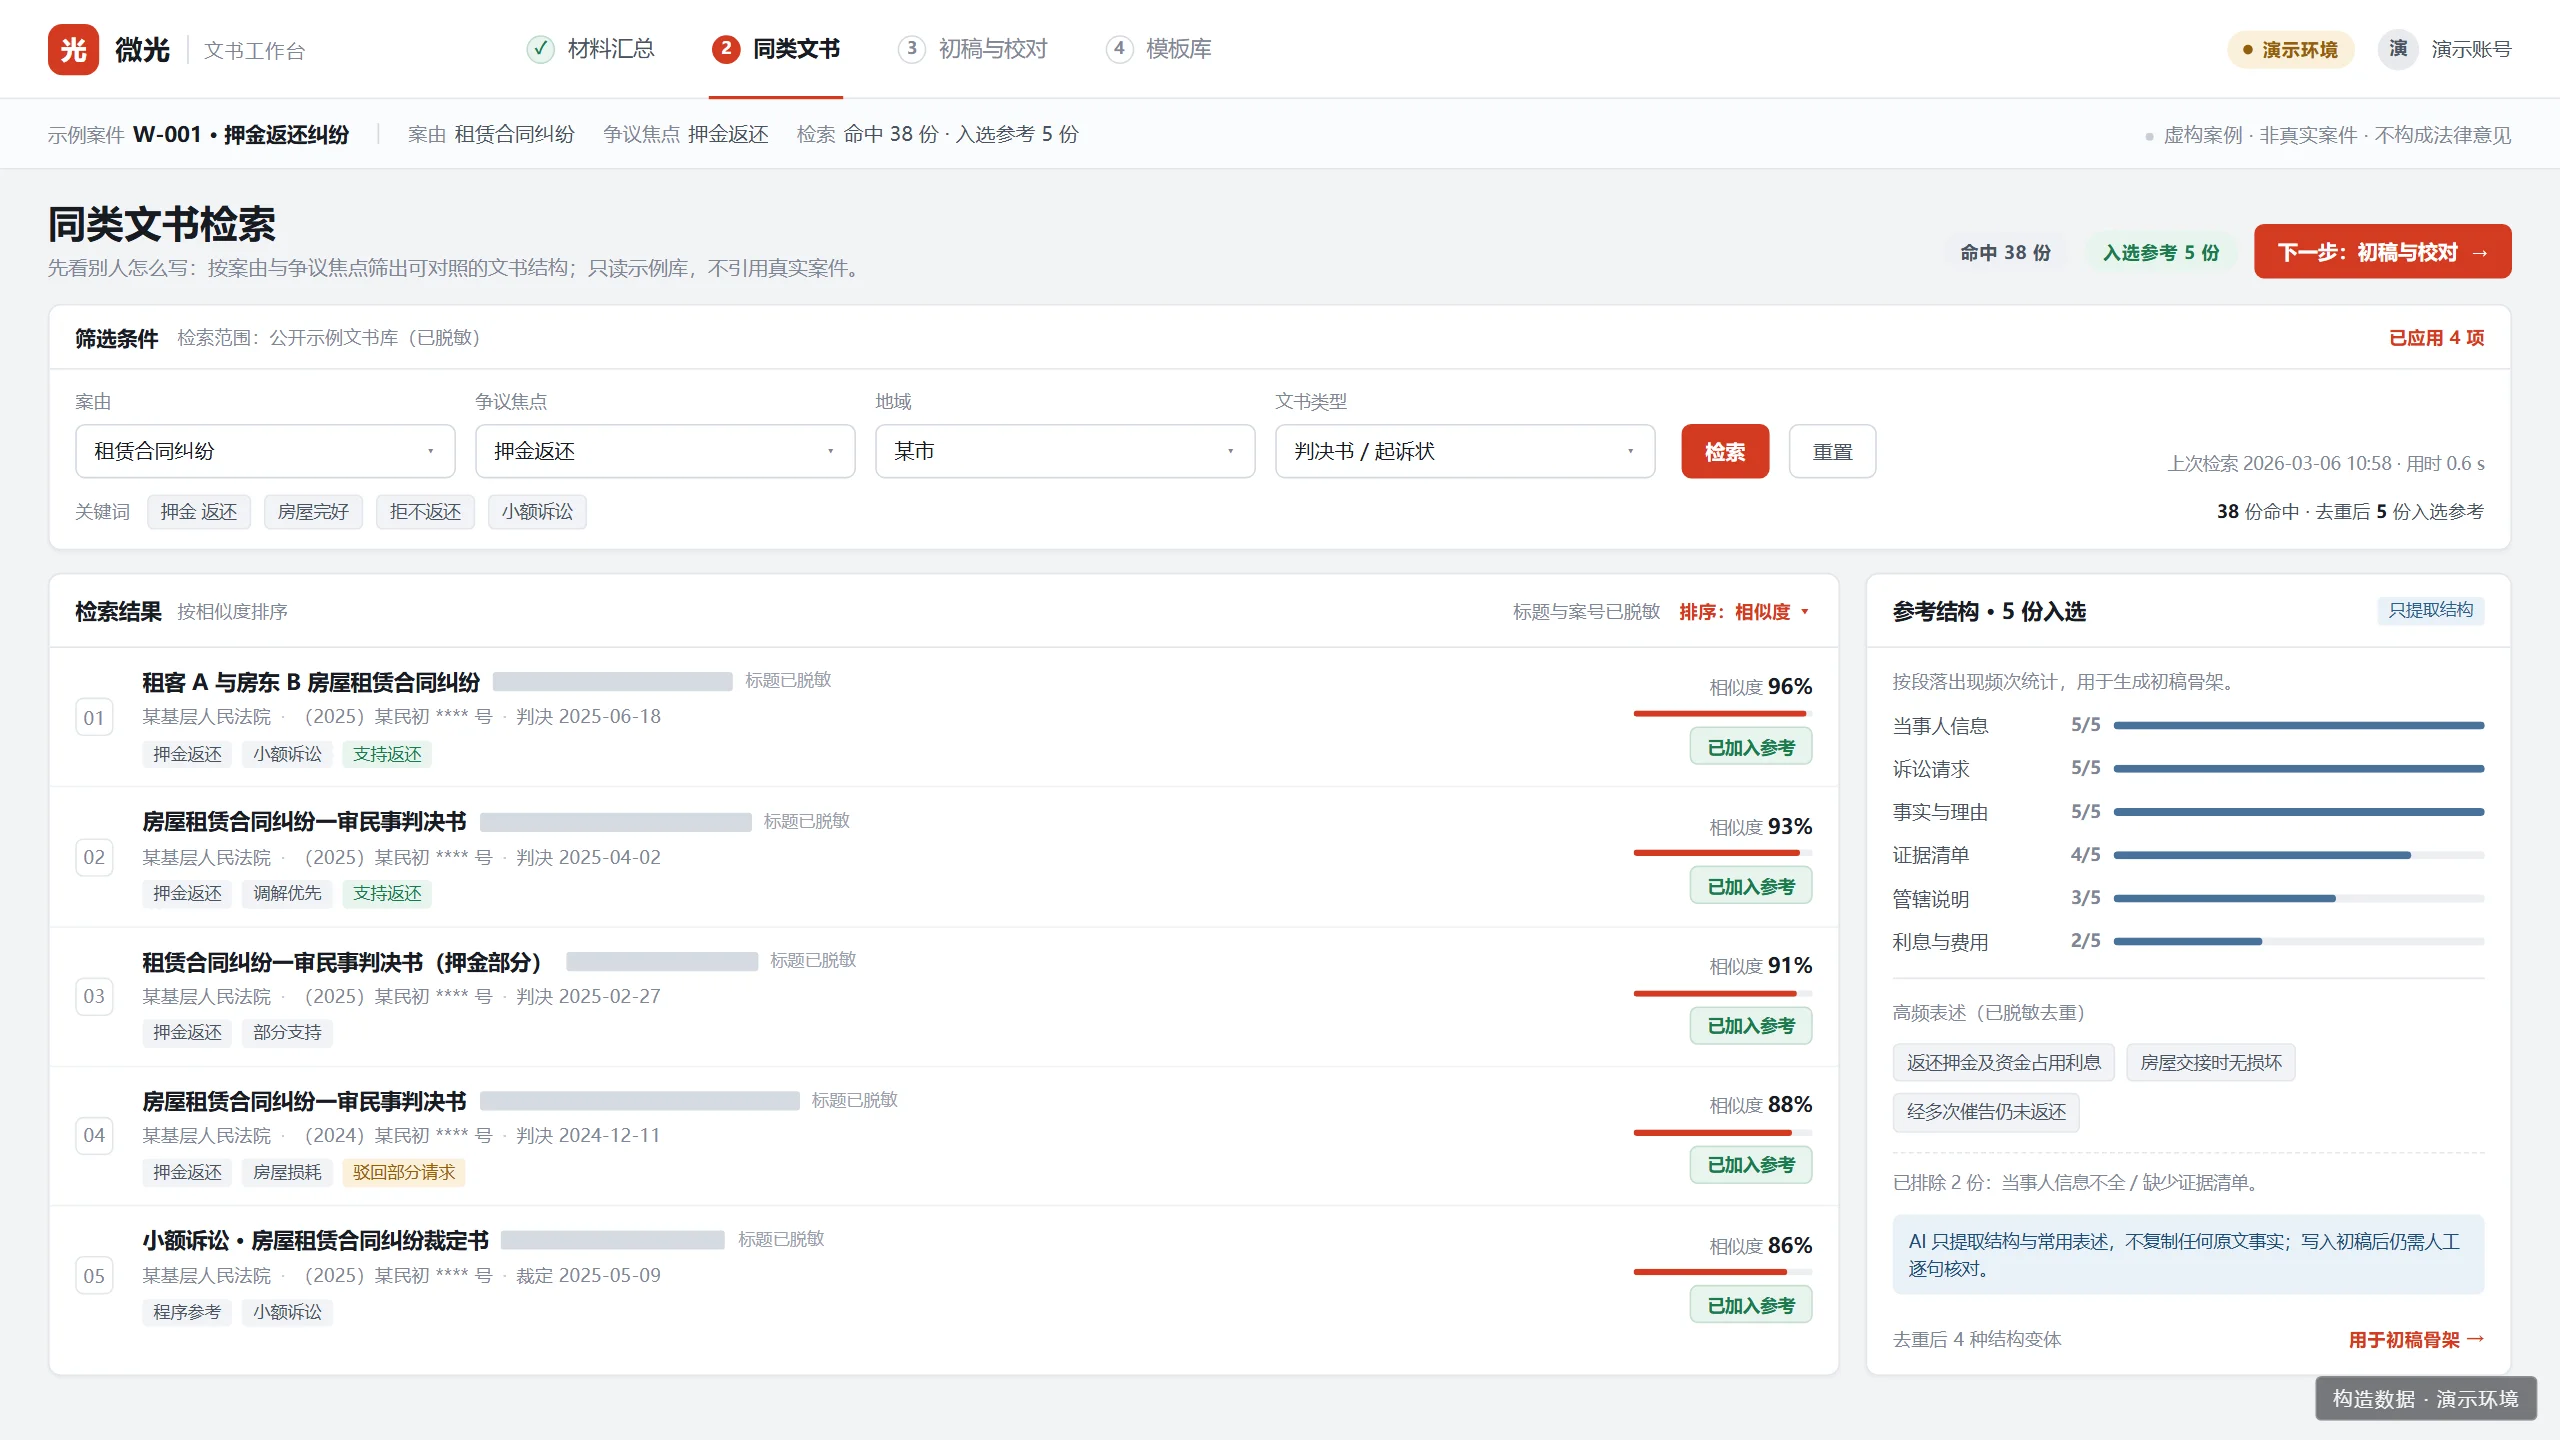 光 微光 文书工作台 ✓ 材料汇总 2 同类文书 3 初稿与校对 4 模板库 演示环境 演 演示账号
示例案件 W-001 • 押金返还纠纷 案由 租赁合同纠纷 争议焦点 押金返还 检索 命中 38 份 · 入选参考 5 份 虚构案例 · 非真实案件 · 不构成法律意见
同类文书检索
先看别人怎么写：按案由与争议焦点筛出可对照的文书结构；只读示例库，不引用真实案件。
命中 38 份 入选参考 5 份 下一步：初稿与校对 →
筛选条件 检索范围：公开示例文书库（已脱敏） 已应用 4 项
案由 争议焦点 地域 文书类型
租赁合同纠纷 押金返还 某市 判决书 / 起诉状 检索 重置 上次检索 2026-03-06 10:58 · 用时 0.6 s
关键词 押金 返还 房屋完好 拒不返还 小额诉讼 38 份命中 · 去重后 5 份入选参考
检索结果 按相似度排序 标题与案号已脱敏 排序：相似度
租客 A 与房东 B 房屋租赁合同纠纷 标题已脱敏 相似度 96%
01 某基层人民法院 · （2025）某民初 **** 号 · 判决 2025-06-18
押金返还 小额诉讼 支持返还 已加入参考
房屋租赁合同纠纷一审民事判决书 标题已脱敏 相似度 93%
02 某基层人民法院 · （2025）某民初 **** 号 · 判决 2025-04-02
押金返还 调解优先 支持返还 已加入参考
租赁合同纠纷一审民事判决书（押金部分） 标题已脱敏 相似度 91%
03 某基层人民法院 · （2025）某民初 **** 号 · 判决 2025-02-27
押金返还 部分支持 已加入参考
房屋租赁合同纠纷一审民事判决书 标题已脱敏 相似度 88%
04 某基层人民法院 · （2024）某民初 **** 号 · 判决 2024-12-11
押金返还 房屋损耗 驳回部分请求 已加入参考
小额诉讼 • 房屋租赁合同纠纷裁定书 标题已脱敏 相似度 86%
05 某基层人民法院 · （2025）某民初 **** 号 · 裁定 2025-05-09
程序参考 小额诉讼 已加入参考
参考结构 • 5 份入选 只提取结构
按段落出现频次统计，用于生成初稿骨架。
当事人信息 5/5
诉讼请求 5/5
事实与理由 5/5
证据清单 4/5
管辖说明 3/5
利息与费用 2/5
高频表述（已脱敏去重）
返还押金及资金占用利息 房屋交接时无损坏
经多次催告仍未返还
已排除 2 份：当事人信息不全 / 缺少证据清单。
AI 只提取结构与常用表述，不复制任何原文事实；写入初稿后仍需人工
逐句核对。
去重后 4 种结构变体 用于初稿骨架 →
构造数据 · 演示环境